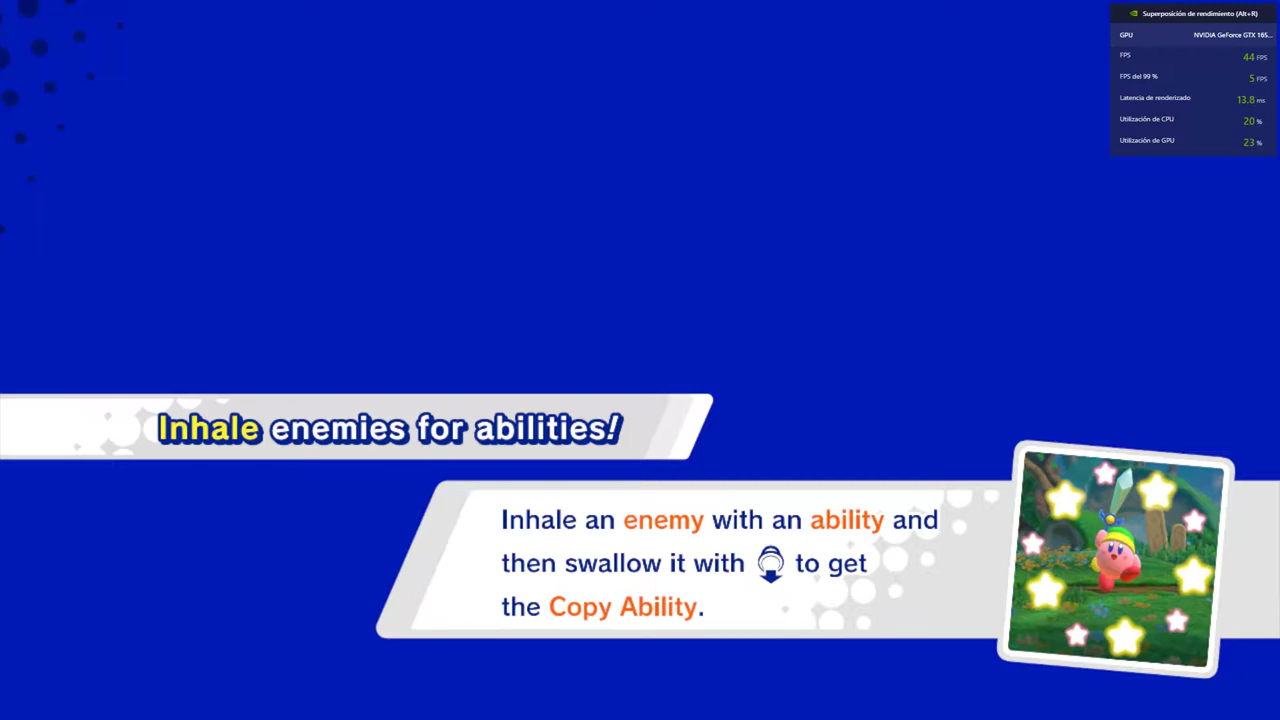 Superposición de rendimiento (Alt+R)
GPU NVIDIA GeForce GTX 165...
FPS 44 FPS
FPS del 99 % 5 FPS
Latencia de renderizado 13.8 ms
Utilización de CPU 20 %
Utilización de GPU 23 %
Inhale enemies for abilities!
Inhale an enemy with an ability and
then swallow it with to get
the Copy Ability.